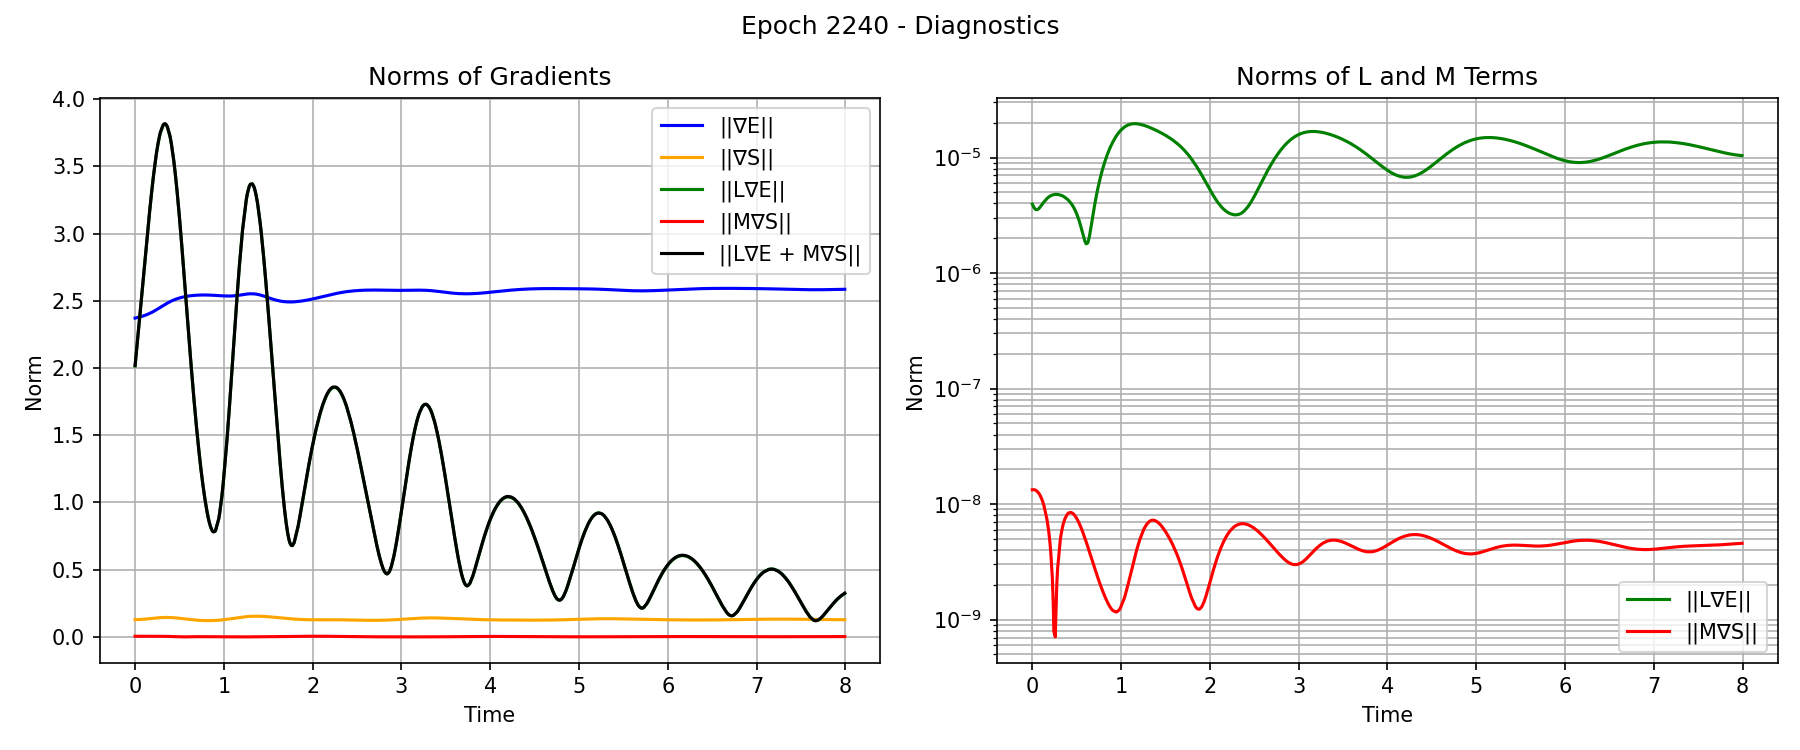 Epoch 2240 - Diagnostics
Norms of Gradients
Norm
4.0
3.5
3.0
2.5
2.0
1.5
1.0
0.5
0.0
||∇E||
||∇S||
||L∇E||
||M∇S||
||L∇E + M∇S||
0 1 2 3 4 5 6 7 8
Time
Norms of L and M Terms
Norm
10⁻⁵
10⁻⁶
10⁻⁷
10⁻⁸
10⁻⁹
||L∇E||
||M∇S||
0 1 2 3 4 5 6 7 8
Time